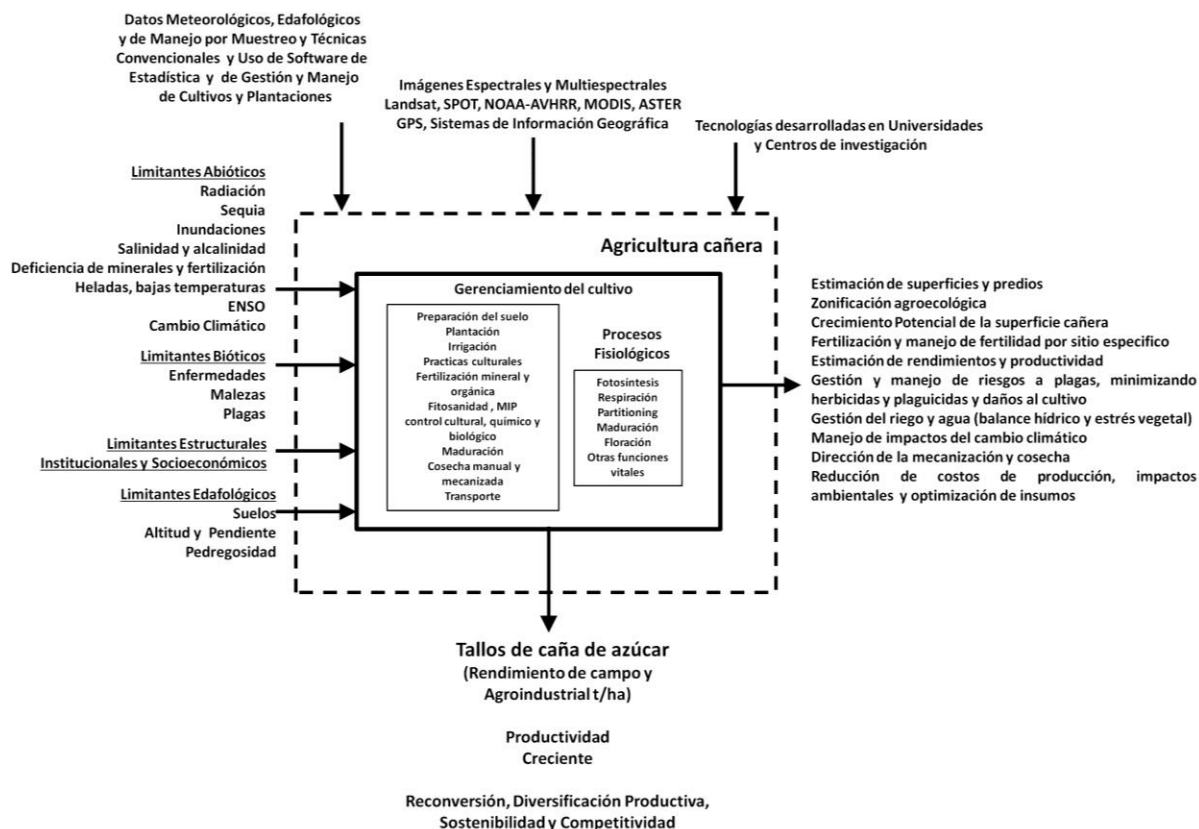 Datos Meteorológicos, Edafológicos
y de Manejo por Muestreo y Técnicas
Convencionales y Uso de Software de
Estadística y de Gestión y Manejo
de Cultivos y Plantaciones
Imágenes Espectrales y Multiespectrales
Landsat, SPOT, NOAA-AVHRR, MODIS, ASTER
GPS, Sistemas de Información Geográfica
Tecnologías desarrolladas en Universidades
y Centros de investigación
Limitantes Abióticos
Radiación
Sequia
Inundaciones
Salinidad y alcalinidad
Deficiencia de minerales y fertilización
Heladas, bajas temperaturas
ENSO
Cambio Climático
Limitantes Bióticos
Enfermedades
Malezas
Plagas
Limitantes Estructurales
Institucionales y Socioeconómicos
Limitantes Edafológicos
Suelos
Altitud y Pendiente
Pedregosidad
Agricultura cañera
Gerenciamiento del cultivo
Preparación del suelo
Plantación
Irrigación
Practicas culturales
Fertilización mineral y
orgánica
Fitosanidad , MIP
control cultural, químico y
biológico
Maduración
Cosecha manual y
mecanizada
Transporte
Procesos
Fisiológicos
Fotosíntesis
Respiración
Partitioning
Maduración
Floración
Otras funciones
vitales
Estimación de superficies y predios
Zonificación agroecológica
Crecimiento Potencial de la superficie cañera
Fertilización y manejo de fertilidad por sitio especifico
Estimación de rendimientos y productividad
Gestión y manejo de riesgos a plagas, minimizando
herbicidas y plaguicidas y daños al cultivo
Gestión del riego y agua (balance hídrico y estrés vegetal)
Manejo de impactos del cambio climático
Dirección de la mecanización y cosecha
Reducción de costos de producción, impactos
ambientales y optimización de insumos
Tallos de caña de azúcar
(Rendimiento de campo y
Agroindustrial t/ha)
Productividad
Creciente
Reconversión, Diversificación Productiva,
Sostenibilidad y Competitividad